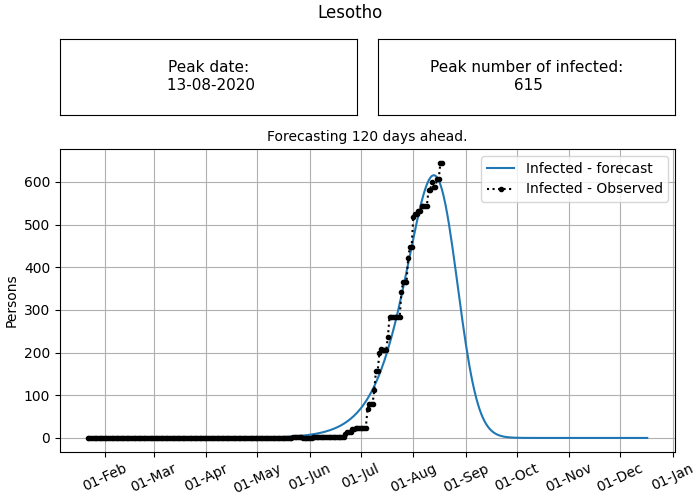 Lesotho
Peak date:
13-08-2020
Peak number of infected:
615
Forecasting 120 days ahead.
Infected - forecast
Infected - Observed
Persons
600
500
400
300
200
100
0
01-Feb
01-Mar
01-Apr
01-May
01-Jun
01-Jul
01-Aug
01-Sep
01-Oct
01-Nov
01-Dec
01-Jan